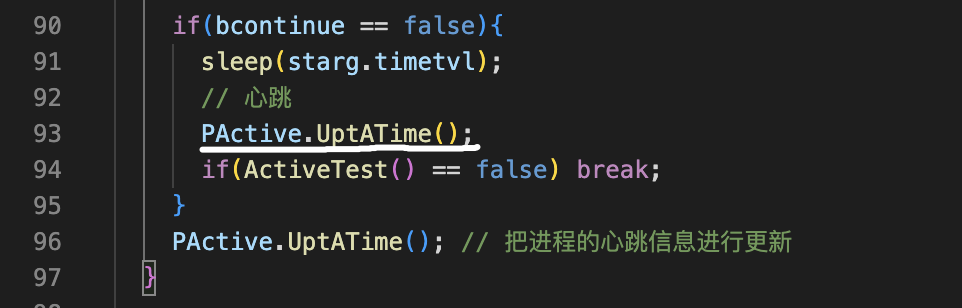 90 if(bcontinue == false){
91 sleep(starg.timetvl);
92 // 心跳
93 PActive.UptATime();
94 if(ActiveTest() == false) break;
95 }
96 PActive.UptATime(); // 把进程的心跳信息进行更新
97 }